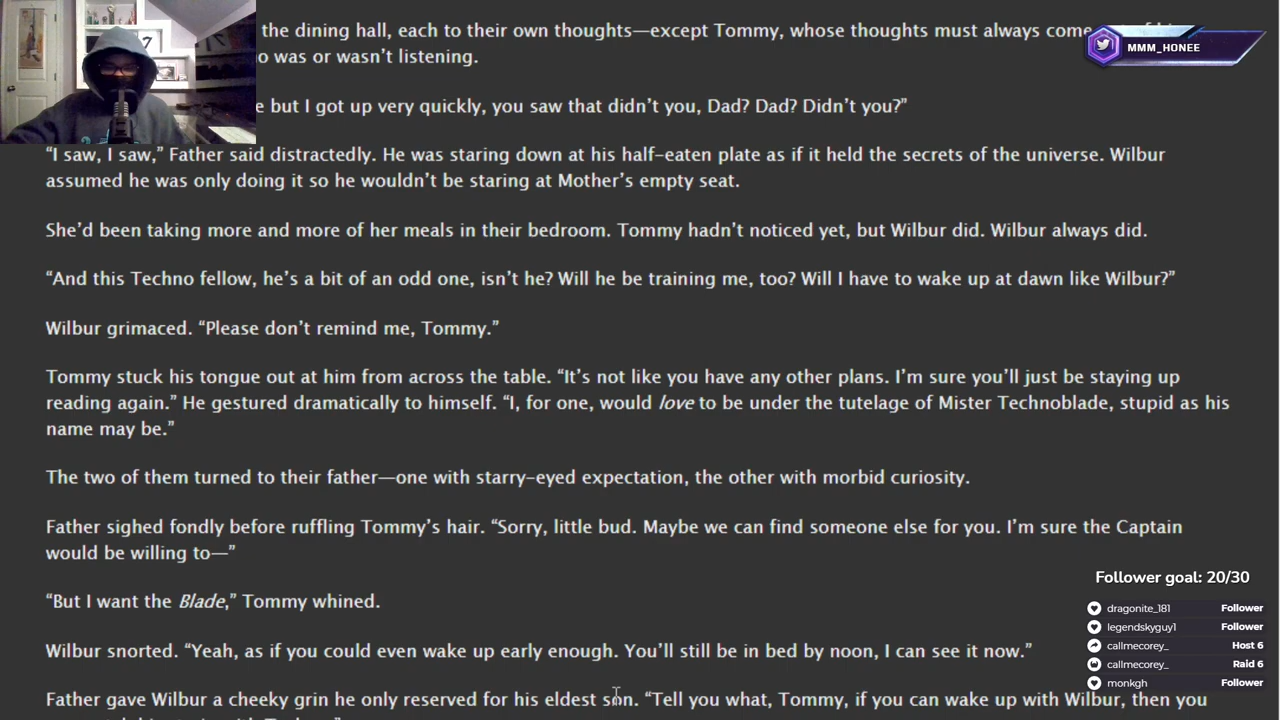 the dining hall, each to their own thoughts—except Tommy, whose thoughts must always come
was or wasn't listening.
MMM_HONEE
but I got up very quickly, you saw that didn't you, Dad? Dad? Didn't you?”
“I saw, I saw,” Father said distractedly. He was staring down at his half-eaten plate as if it held the secrets of the universe. Wilbur
assumed he was only doing it so he wouldn't be staring at Mother's empty seat.
She'd been taking more and more of her meals in their bedroom. Tommy hadn't noticed yet, but Wilbur did. Wilbur always did.
“And this Techno fellow, he's a bit of an odd one, isn't he? Will he be training me, too? Will I have to wake up at dawn like Wilbur?”
Wilbur grimaced. “Please don't remind me, Tommy.”
Tommy stuck his tongue out at him from across the table. “It's not like you have any other plans. I'm sure you'll just be staying up
reading again.” He gestured dramatically to himself. “I, for one, would love to be under the tutelage of Mister Technoblade, stupid as his
name may be.”
The two of them turned to their father—one with starry-eyed expectation, the other with morbid curiosity.
Father sighed fondly before ruffling Tommy's hair. “Sorry, little bud. Maybe we can find someone else for you. I'm sure the Captain
would be willing to—”
“But I want the Blade,” Tommy whined.
Wilbur snorted. “Yeah, as if you could even wake up early enough. You'll still be in bed by noon, I can see it now.”
Father gave Wilbur a cheeky grin he only reserved for his eldest son. “Tell you what, Tommy, if you can wake up with Wilbur, then you
Follower goal: 20/30
dragonite_181 Follower
legendskyguy1 Follower
callmecorey_ Host 6
callmecorey_ Raid 6
monkgh Follower